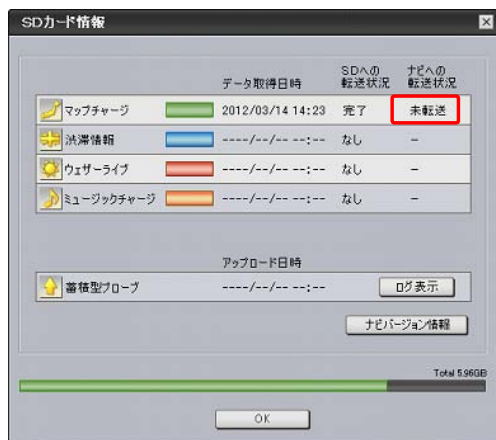 SDカード情報
データ取得日時 SDへの転送状況 ナビへの転送状況
マップチャージ 2012/03/14 14:23 完了 未転送
渋滞情報 ----/--/-- --:-- なし -
ウェザーライブ ----/--/-- --:-- なし -
ミュージックチャージ ----/--/-- --:-- なし -
アップロード日時
蓄積型プローブ ----/--/-- --:-- ログ表示
ナビバージョン情報
Total 5.96GB
OK